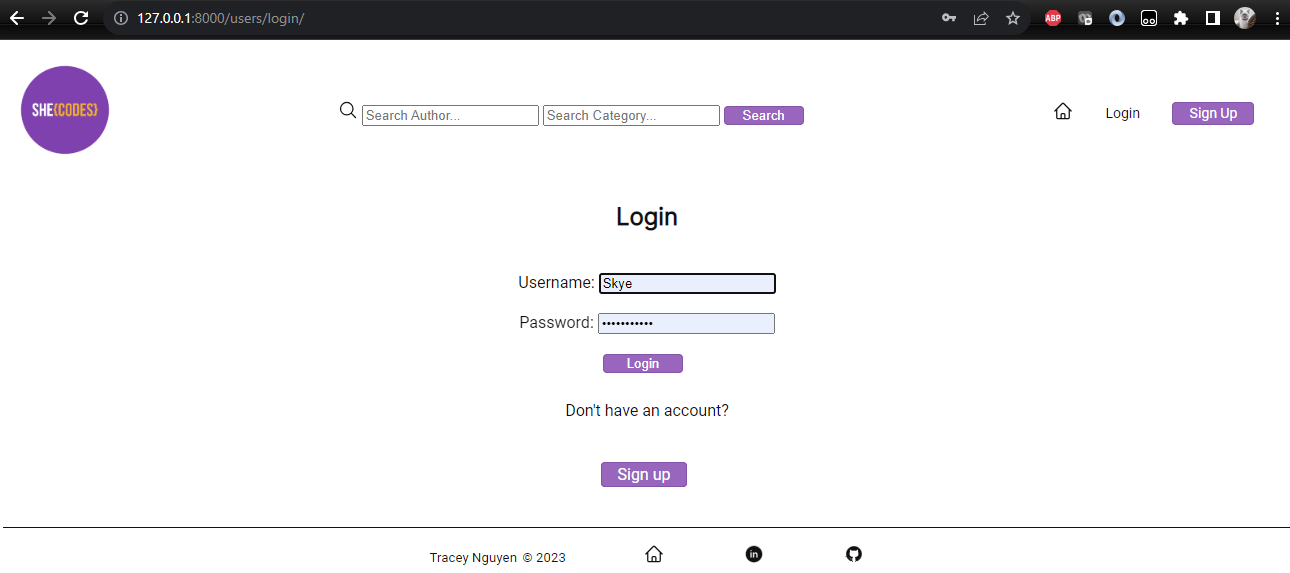 127.0.0.1:8000/users/login/
ABP
SHE{CODES}
Search Author... Search Category... Search
Login Sign Up
Login
Username: Skye
Password: •••••••••••
Login
Don't have an account?
Sign up
Tracey Nguyen © 2023
in